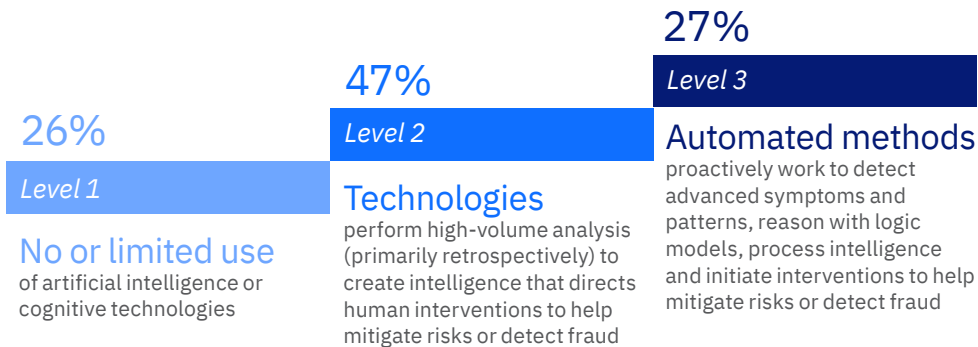 26%
Level 1
No or limited use
of artificial intelligence or
cognitive technologies
47%
Level 2
Technologies
perform high-volume analysis
(primarily retrospectively) to
create intelligence that directs
human interventions to help
mitigate risks or detect fraud
27%
Level 3
Automated methods
proactively work to detect
advanced symptoms and
patterns, reason with logic
models, process intelligence
and initiate interventions to help
mitigate risks or detect fraud